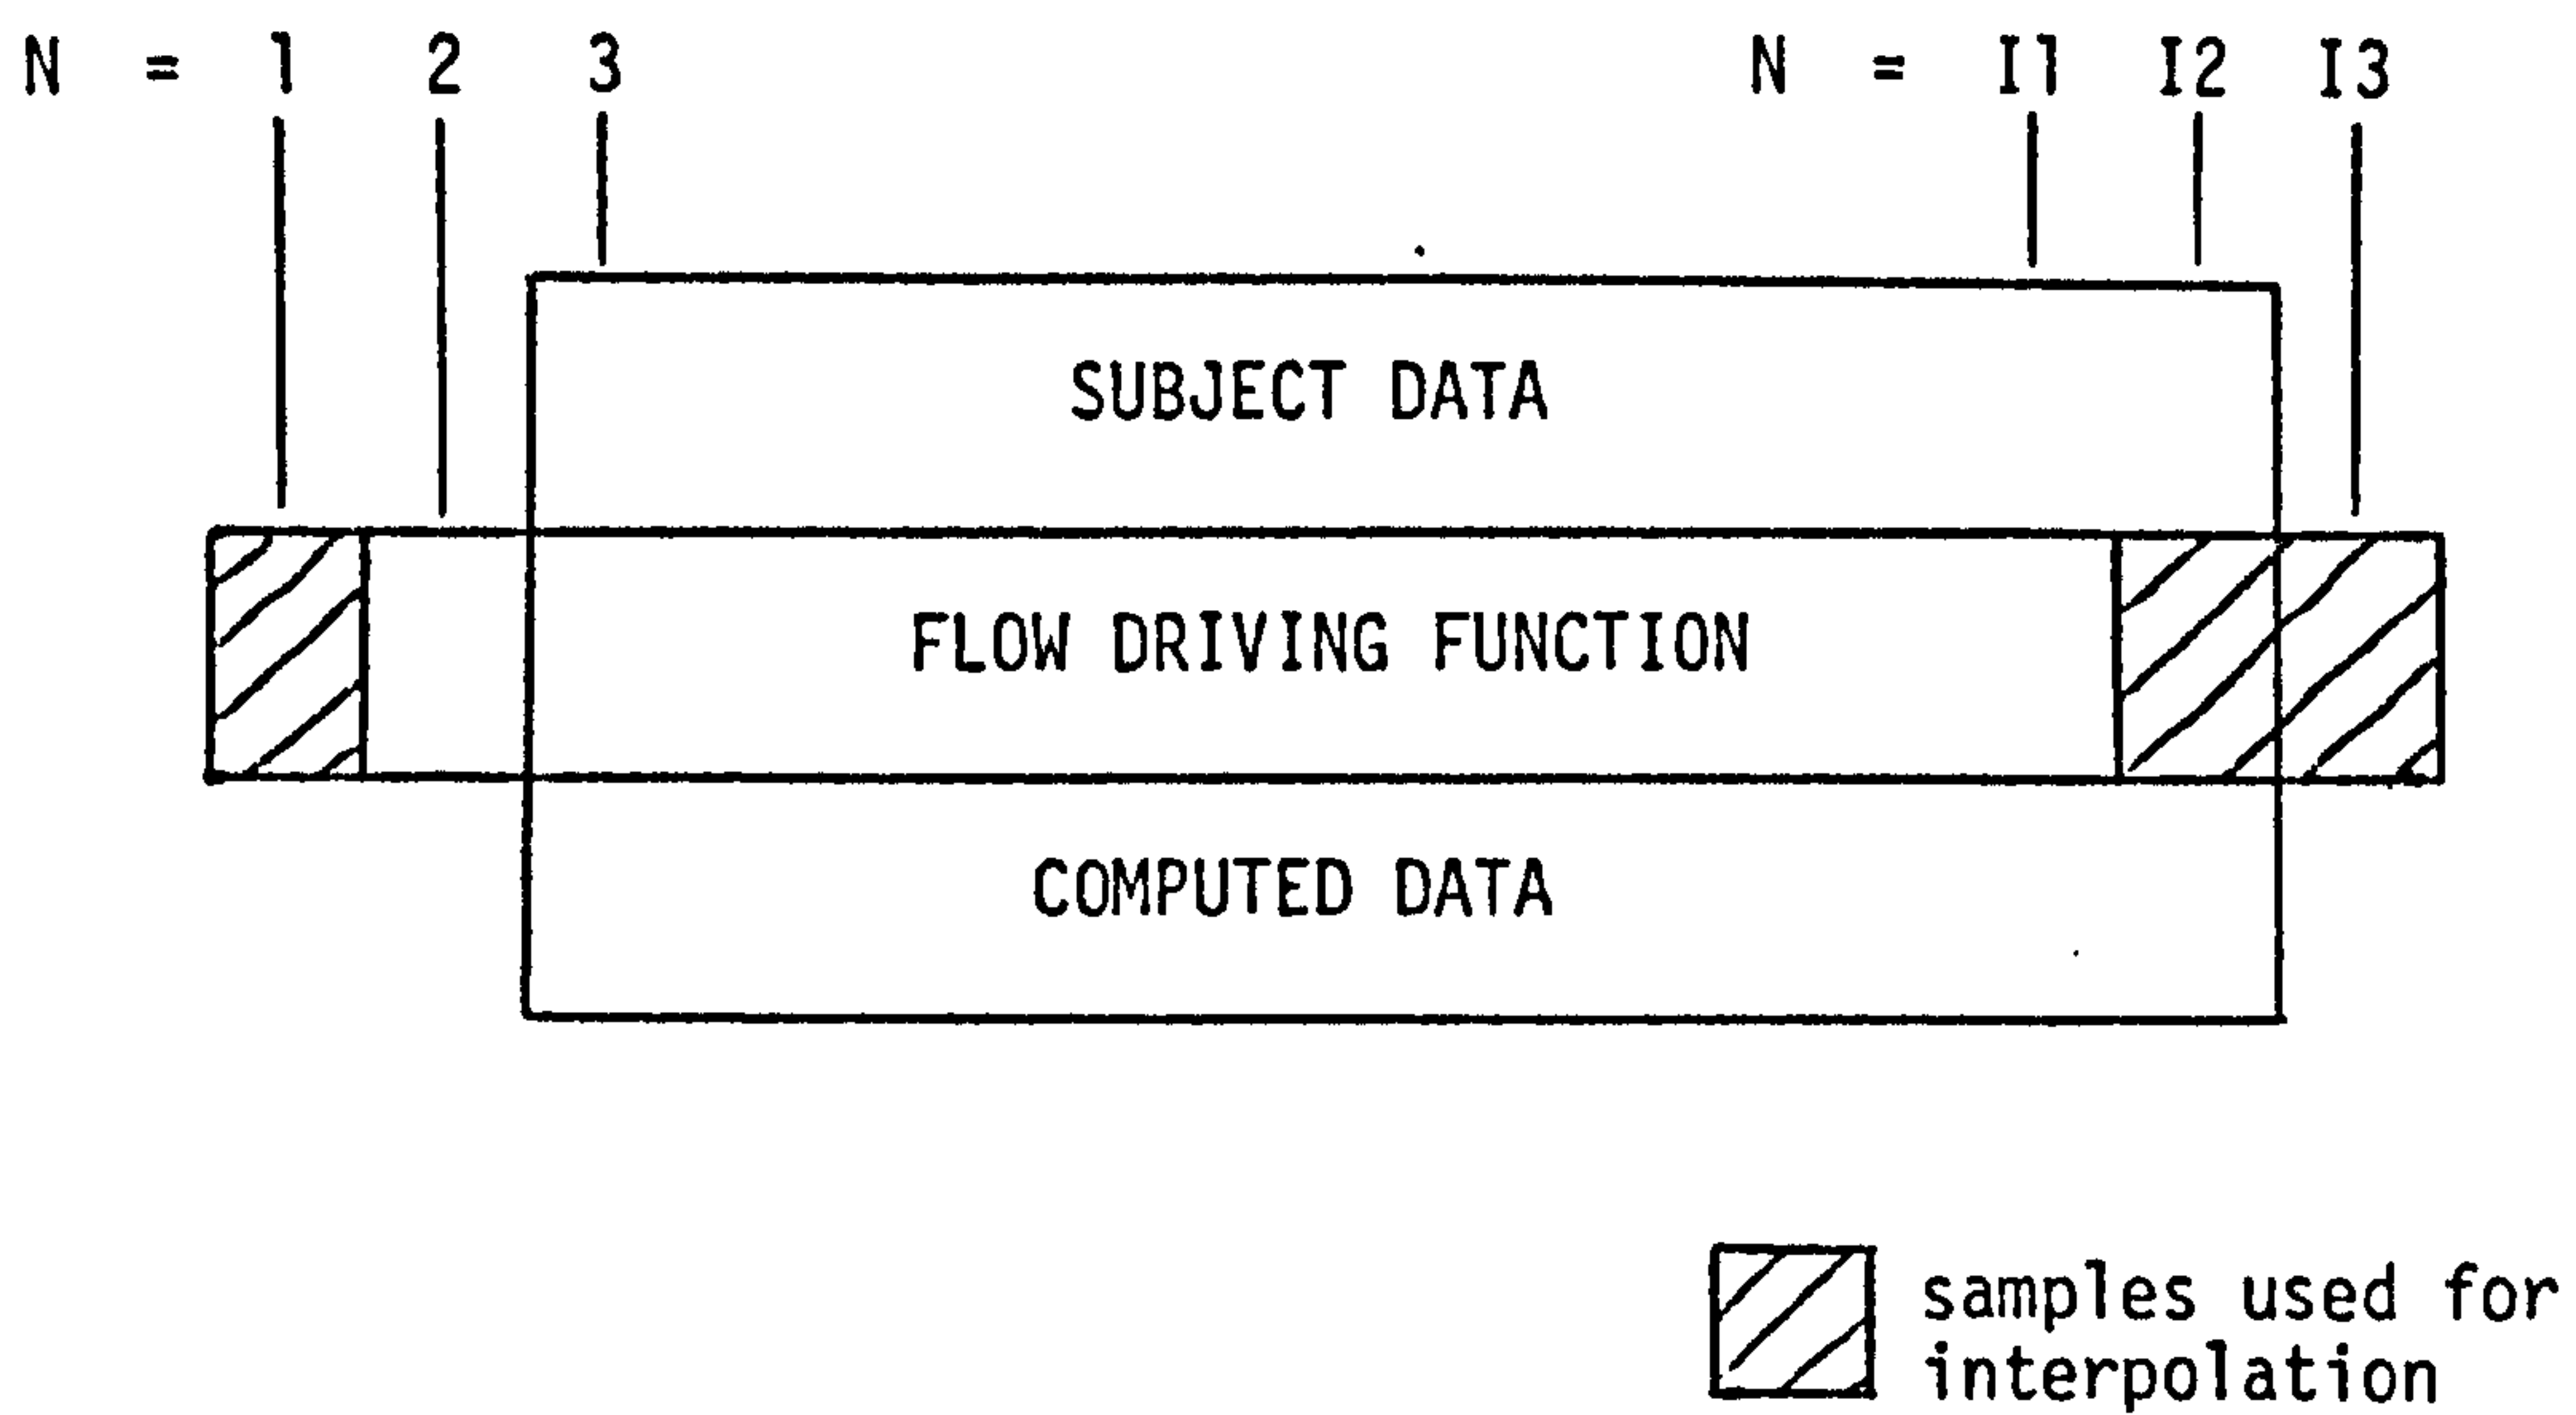 N = 1 2 3 N = I1 I2 I3
SUBJECT DATA
FLOW DRIVING FUNCTION
COMPUTED DATA
samples used for
interpolation